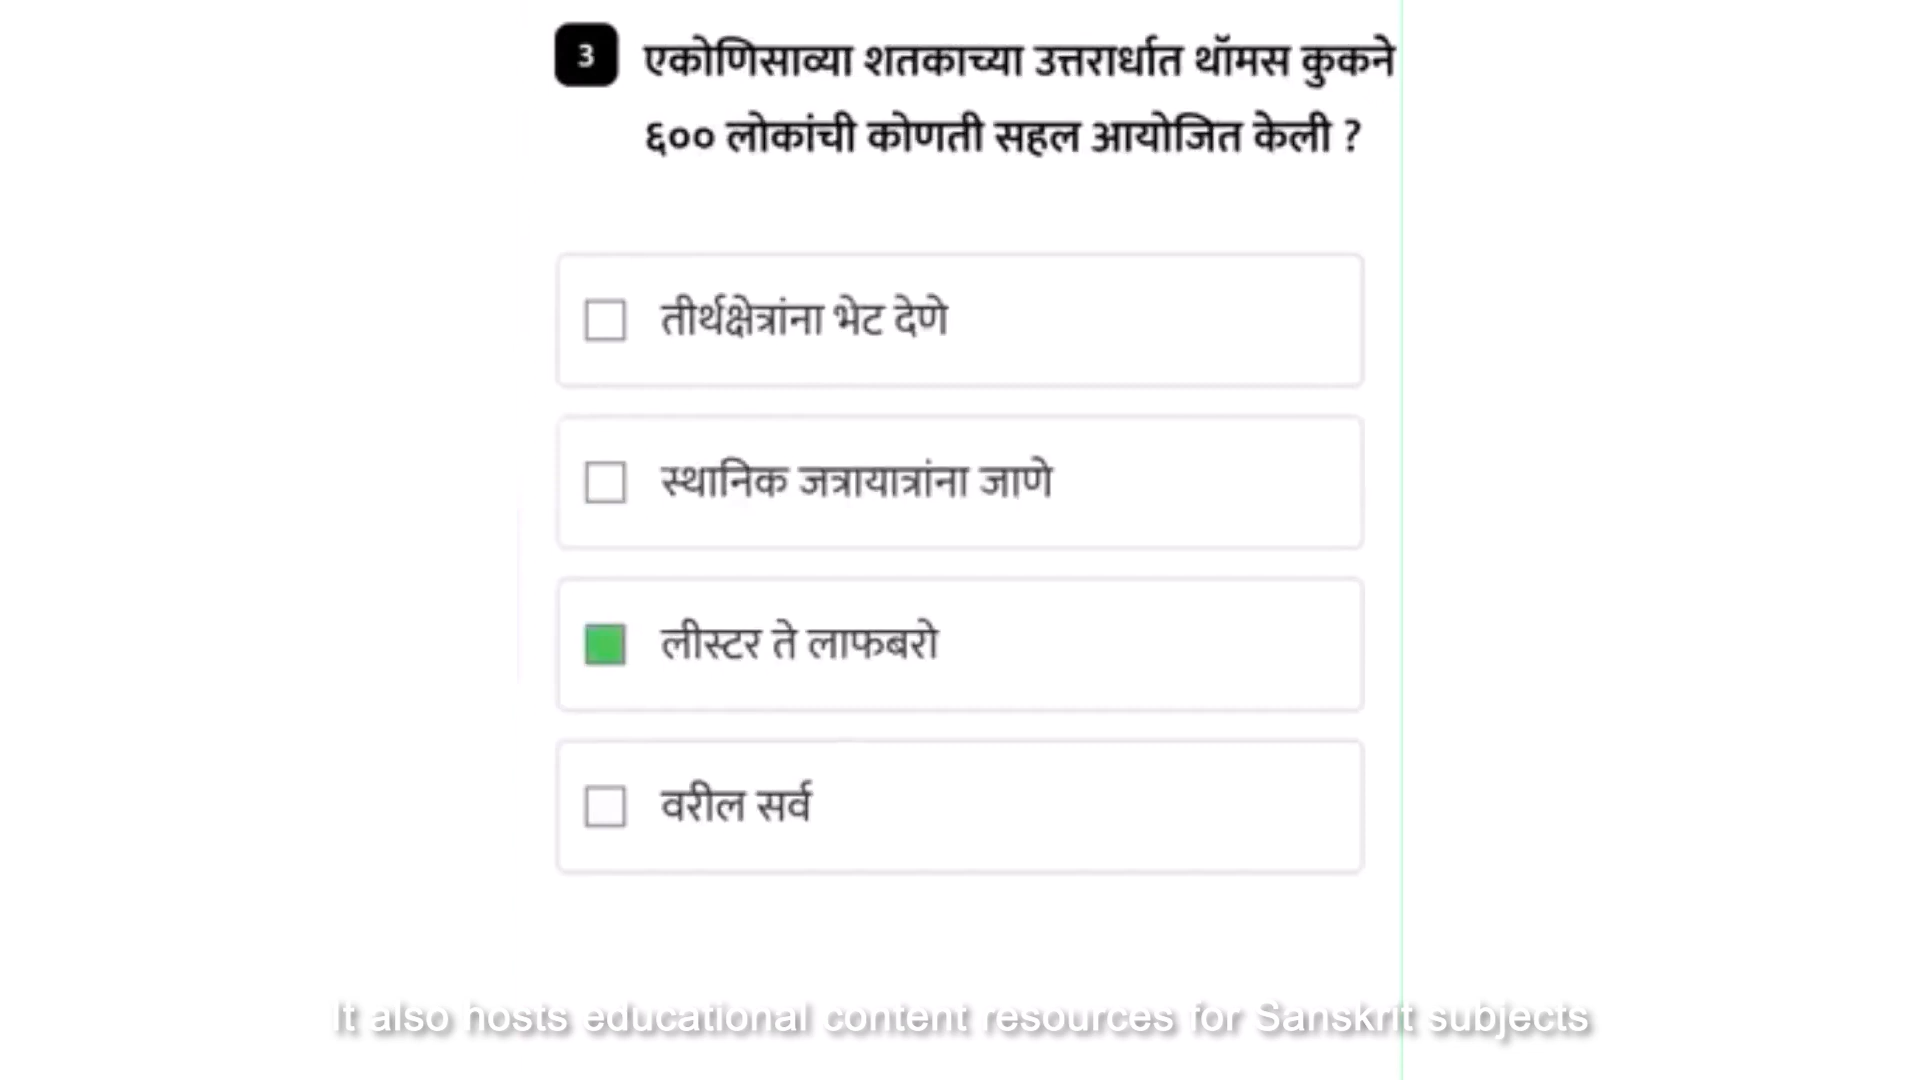 3
एकोणिसाव्या शतकाच्या उत्तरार्धात थॉमस कुकने
६०० लोकांची कोणती सहल आयोजित केली ?
तीर्थक्षेत्रांना भेट देणे
स्थानिक जत्रायात्रांना जाणे
लीस्टर ते लाफबरो
वरील सर्व
It also hosts educational content resources for Sanskrit subjects